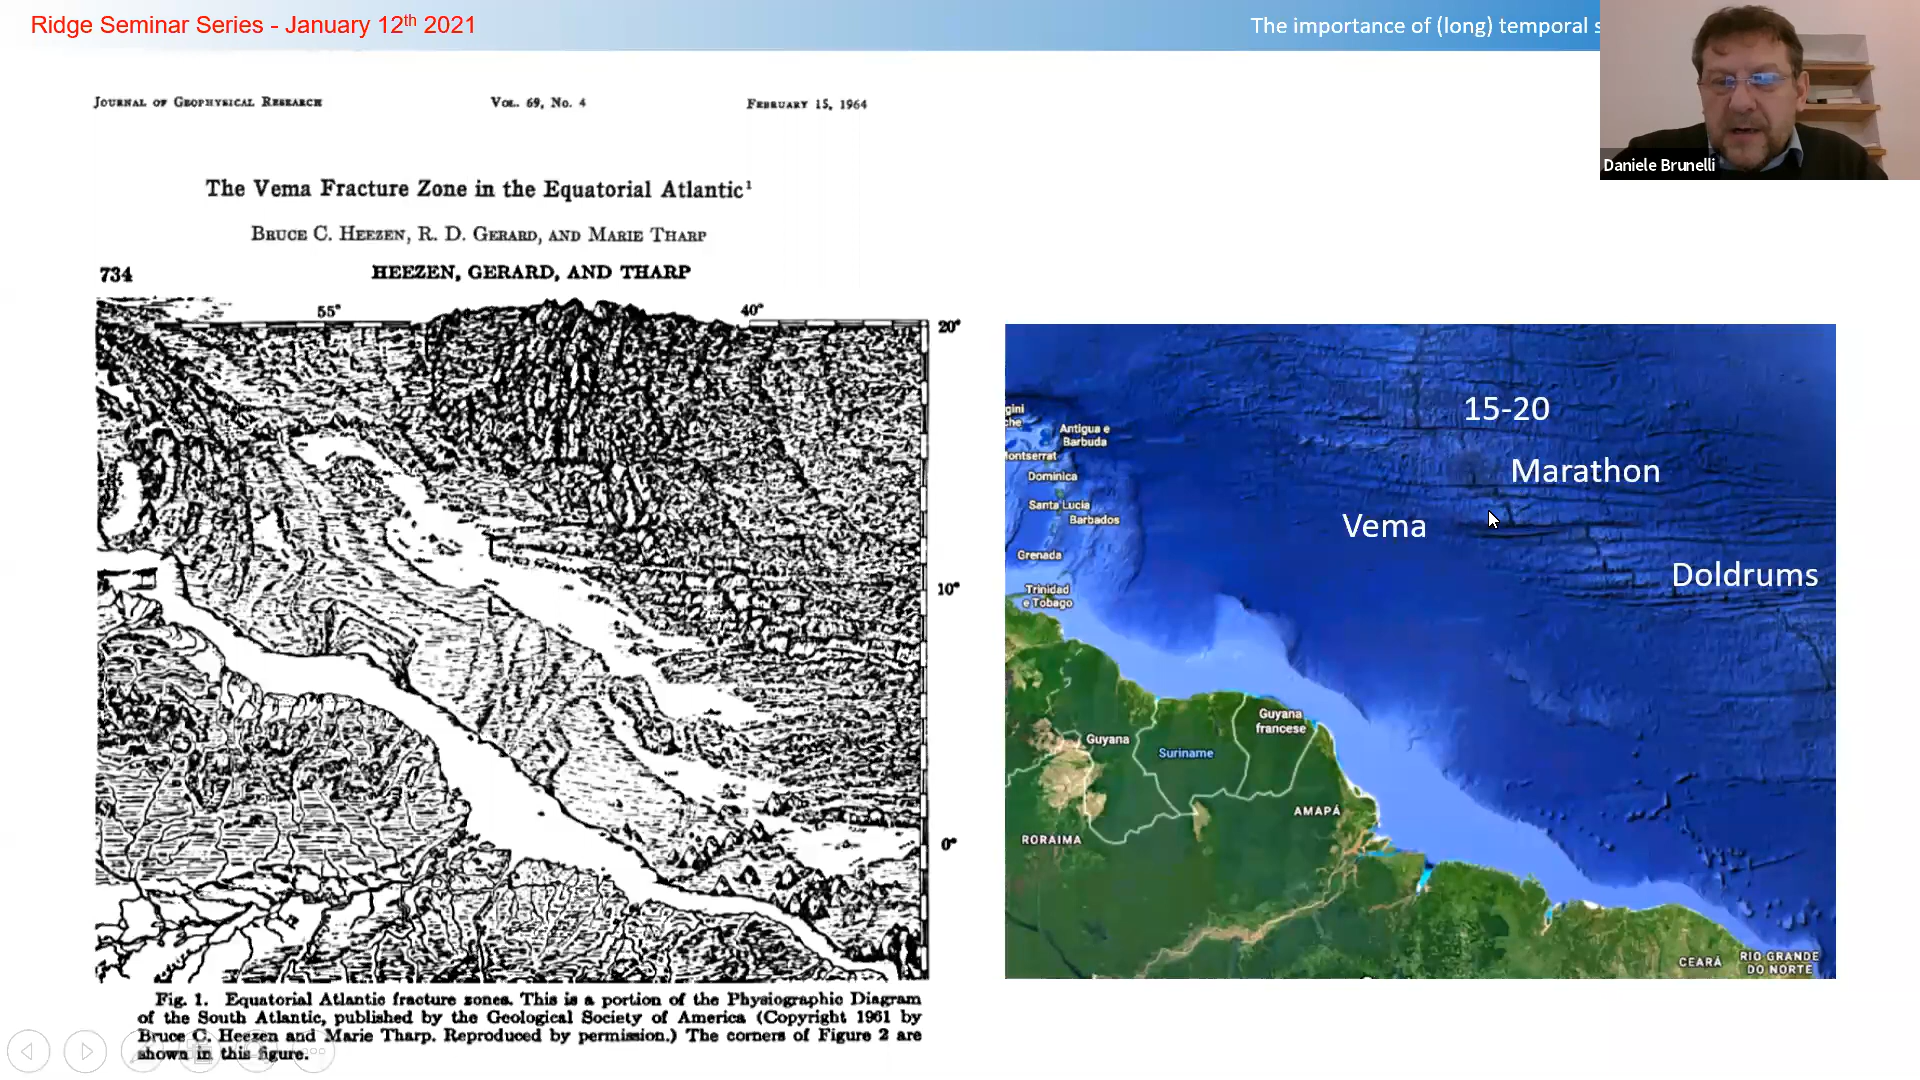 Ridge Seminar Series - January 12th 2021
The importance of (long) temporal s
Daniele Brunelli
JOURNAL OF GEOPHYSICAL RESEARCH VOL. 69, No. 4 FEBRUARY 15, 1964
The Vema Fracture Zone in the Equatorial Atlantic¹
BRUCE C. HEEZEN, R. D. GERARD, AND MARIE THARP
734 HEEZEN, GERARD, AND THARP
55° 40°
20°
10°
0°
Fig. 1. Equatorial Atlantic fracture zones. This is a portion of the Physiographic Diagram
of the South Atlantic, published by the Geological Society of America (Copyright 1961 by
Bruce C. Heezen and Marie Tharp. Reproduced by permission.) The corners of Figure 2 are
shown in this figure.
15-20
Marathon
Vema
Doldrums
gini
che
Antigua e
Barbuda
Montserrat
Dominica
Santa Lucia
Barbados
Grenada
Trinidad
e Tobago
Guyana
Suriname
Guyana
francese
AMAPÁ
RORAIMA
CEARÁ
RIO GRANDE
DO NORTE